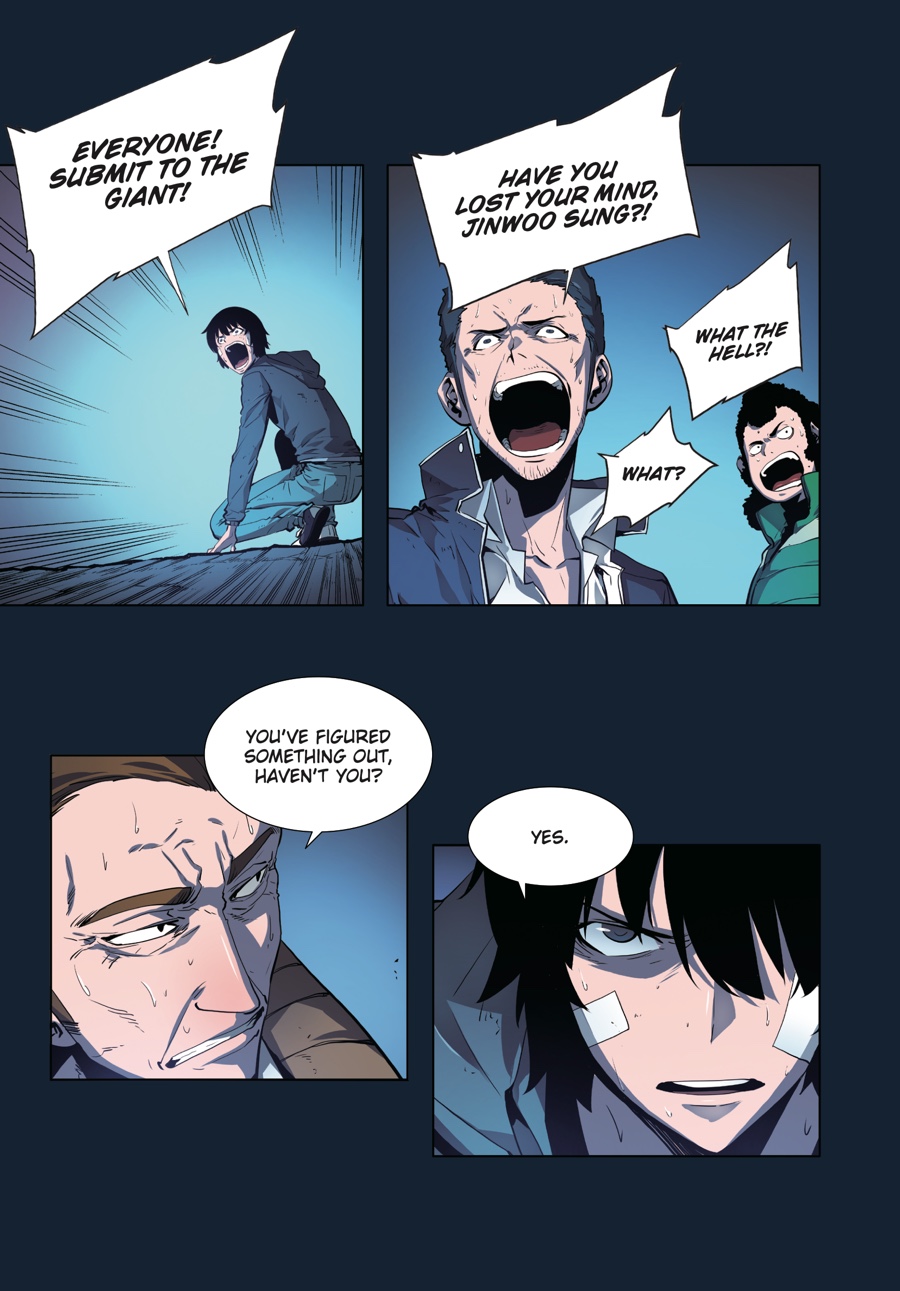 EVERYONE!
SUBMIT TO THE
GIANT!
HAVE YOU
LOST YOUR MIND,
JINWOO SUNG?!
WHAT THE
HELL?!
WHAT?
YOU'VE FIGURED
SOMETHING OUT,
HAVEN'T YOU?
YES.